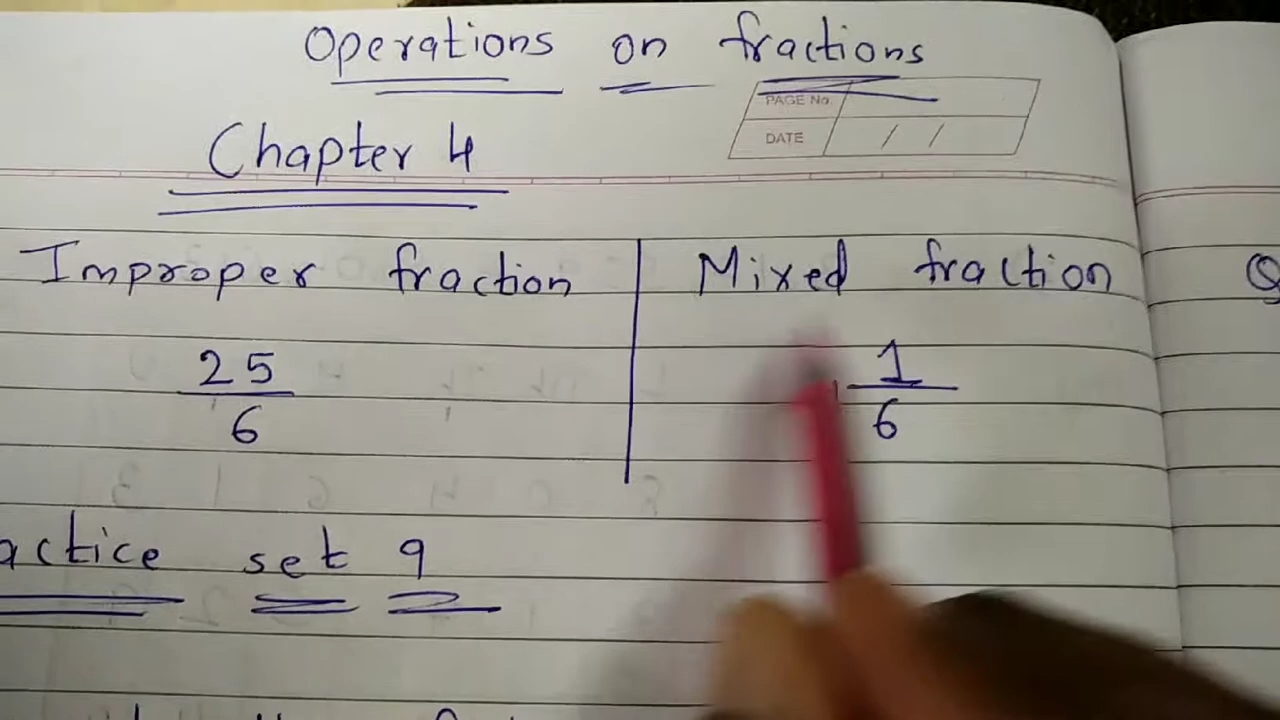 Operations on fractions
PAGE No.
DATE / /
Chapter 4
Improper fraction
Mixed fraction
25
6
1
6
actice set 9